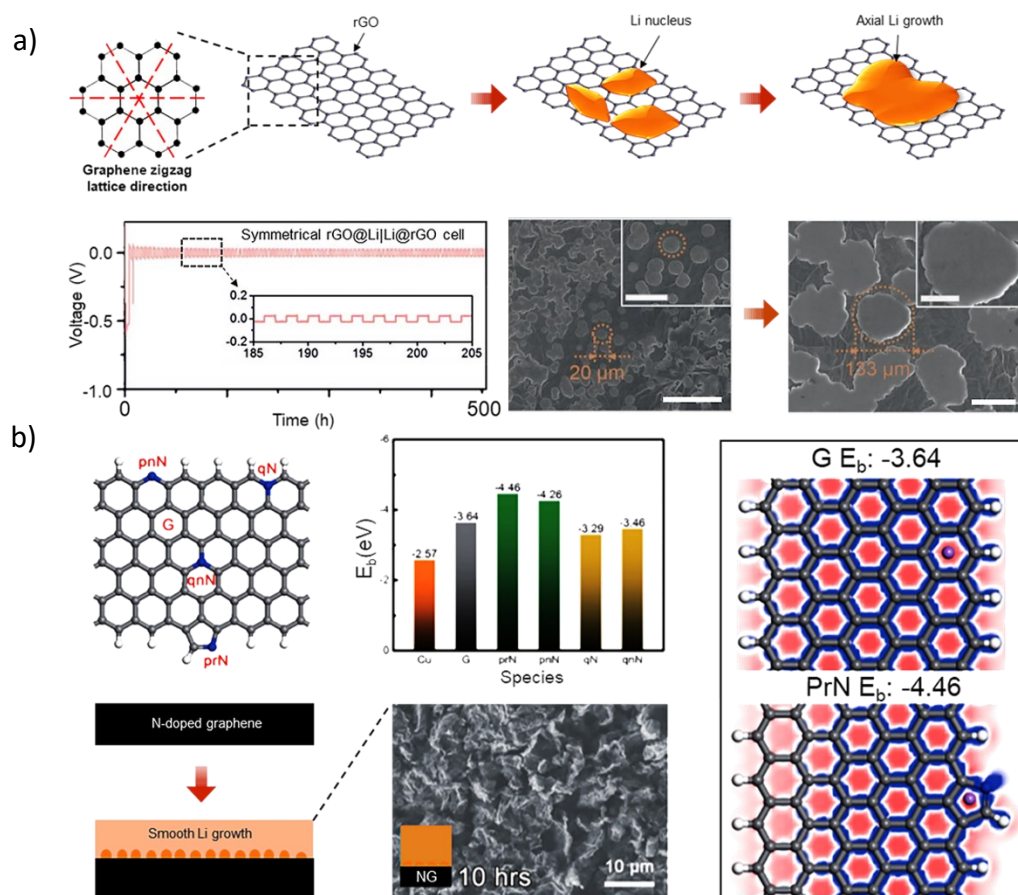 a)
rGO
Li nucleus
Axial Li growth
Graphene zigzag
lattice direction
Symmetrical rGO@Li|Li@rGO cell
Voltage (V)
0.0
-0.5
-1.0
0.2
0.0
-0.2
185
190
195
200
205
0
500
Time (h)
20 μm
133 μm
b)
pnN
qN
G
qnN
prN
E_b(eV)
-6
-4
-2
0
-2 57
-3 64
-4 46
-4 26
-3 29
-3 46
Cu
G
prN
pnN
qN
qnN
Species
G E_b: -3.64
PrN E_b: -4.46
N-doped graphene
Smooth Li growth
NG
10 hrs
10 μm